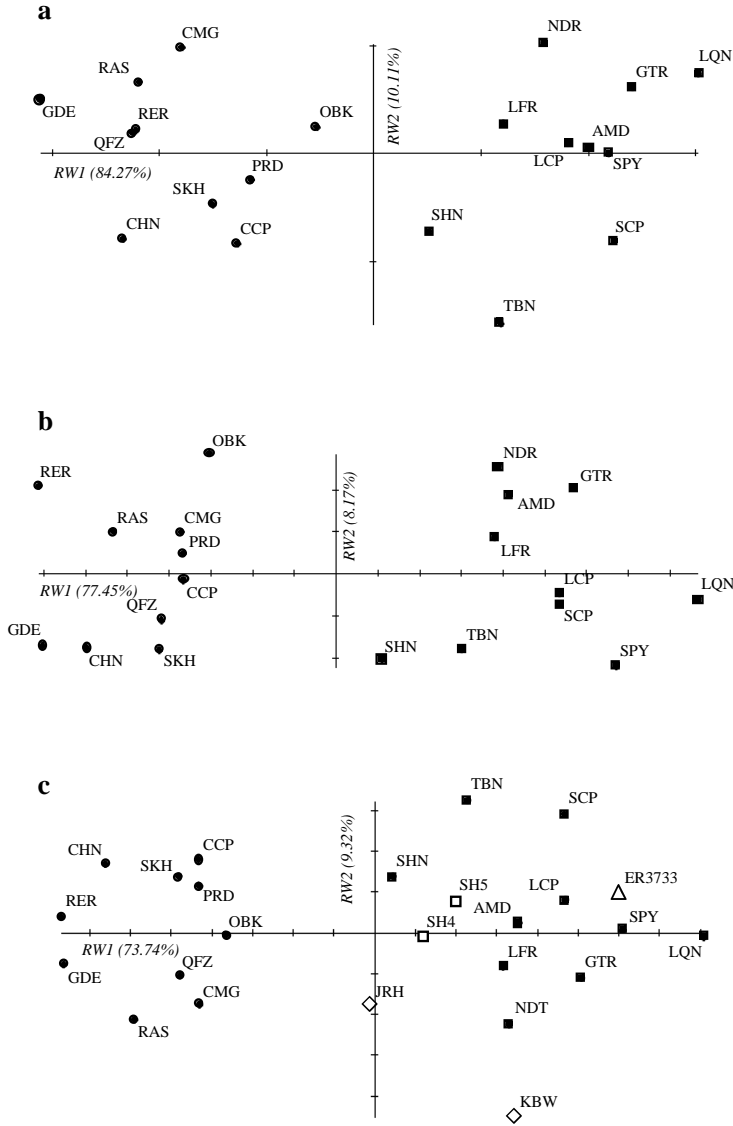 a
CMG
NDR
LQN
RAS
GTR
GDE
RER
QFZ
OBK
RW2 (10.11%)
LFR
AMD
LCP
SPY
RW1 (84.27%)
PRD
SKH
CHN
CCP
SHN
SCP
TBN
b
OBK
RER
NDR
GTR
RAS
CMG
PRD
RW2 (8.17%)
AMD
LFR
RW1 (77.45%)
CCP
LCP
LQN
QFZ
SCP
GDE
CHN
SKH
SHN
TBN
SPY
c
TBN
SCP
RW2 (9.32%)
CHN
SKH
CCP
PRD
SHN
SH5
LCP
ER3733
RER
OBK
SH4
AMD
SPY
RW1 (73.74%)
LQN
GDE
QFZ
LFR
GTR
CMG
JRH
RAS
NDT
KBW